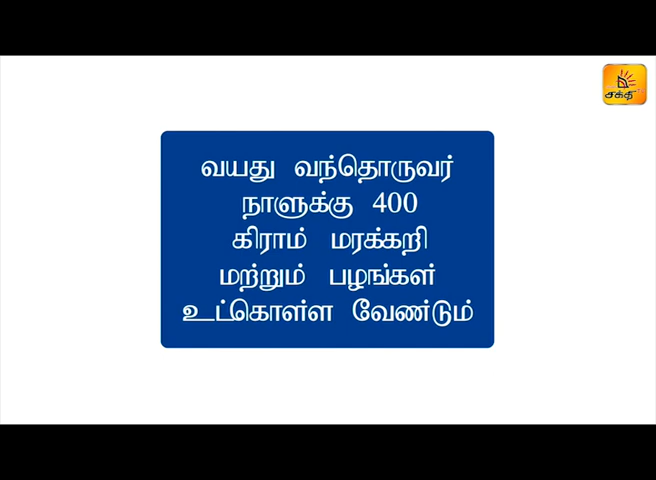 சக்தி
வயது வந்தொருவர்
நாளுக்கு 400
கிராம் மரக்கறி
மற்றும் பழங்கள்
உட்கொள்ள வேண்டும்